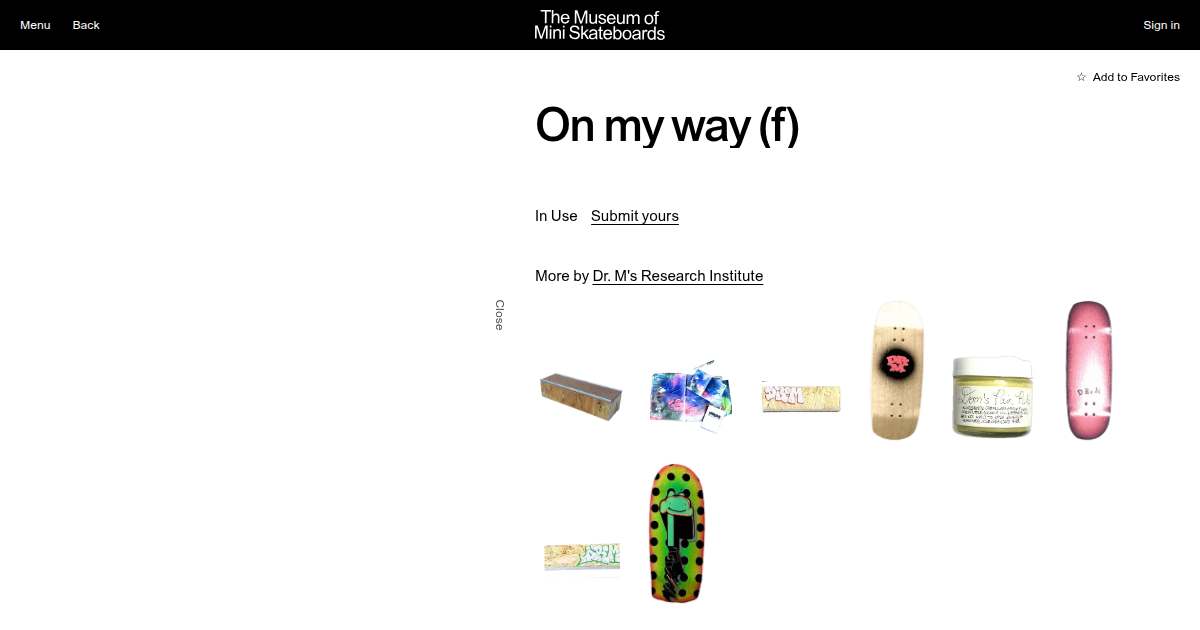 Menu Back
The Museum of
Mini Skateboards
Sign in
☆ Add to Favorites
On my way (f)
In Use Submit yours
More by Dr. M's Research Institute
Close